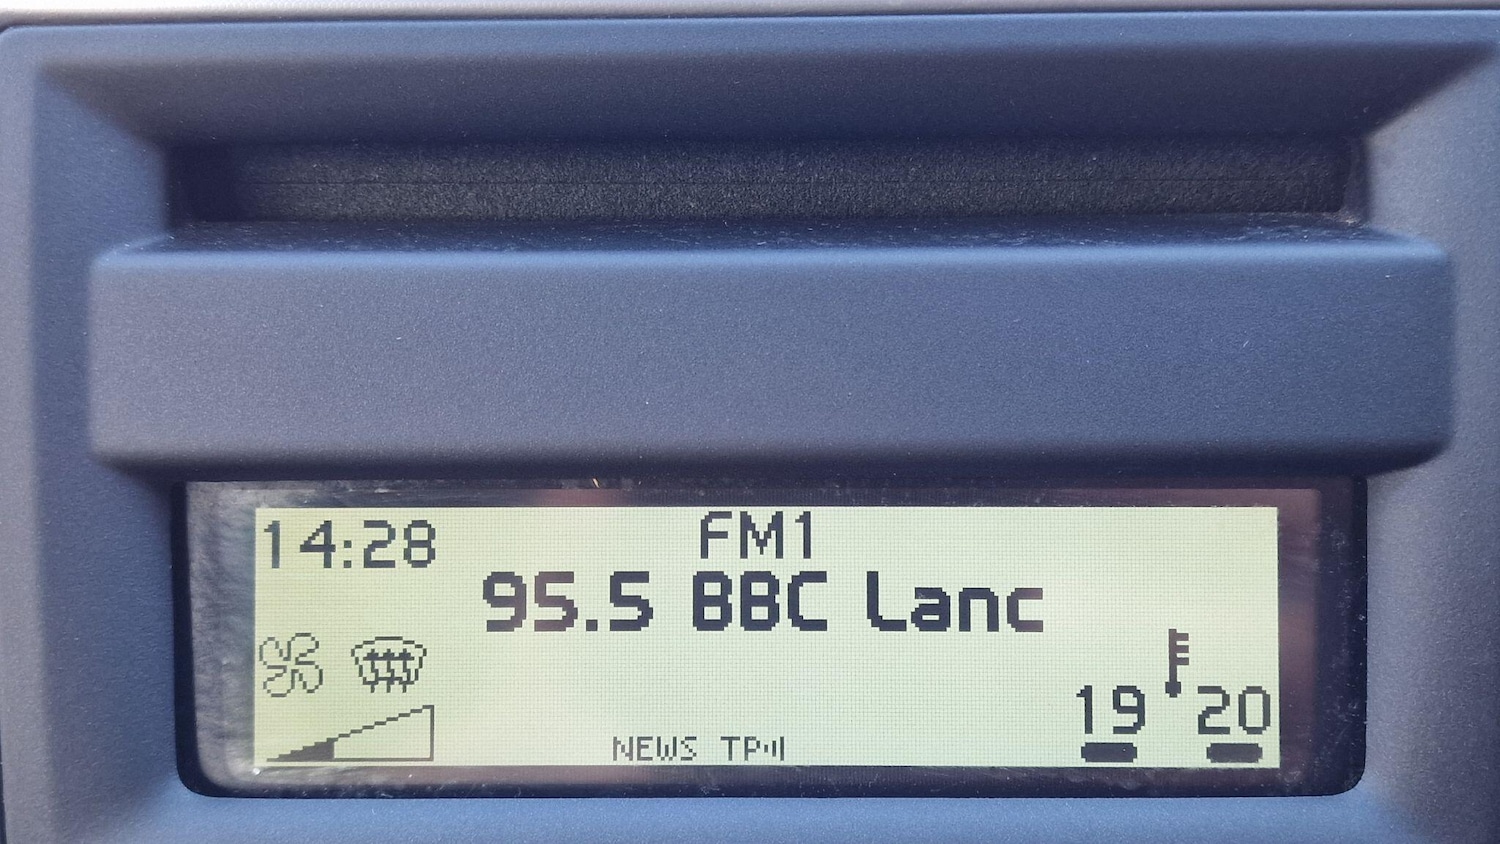 14:28 FM1
95.5 BBC Lanc
19 20
NEWS TP